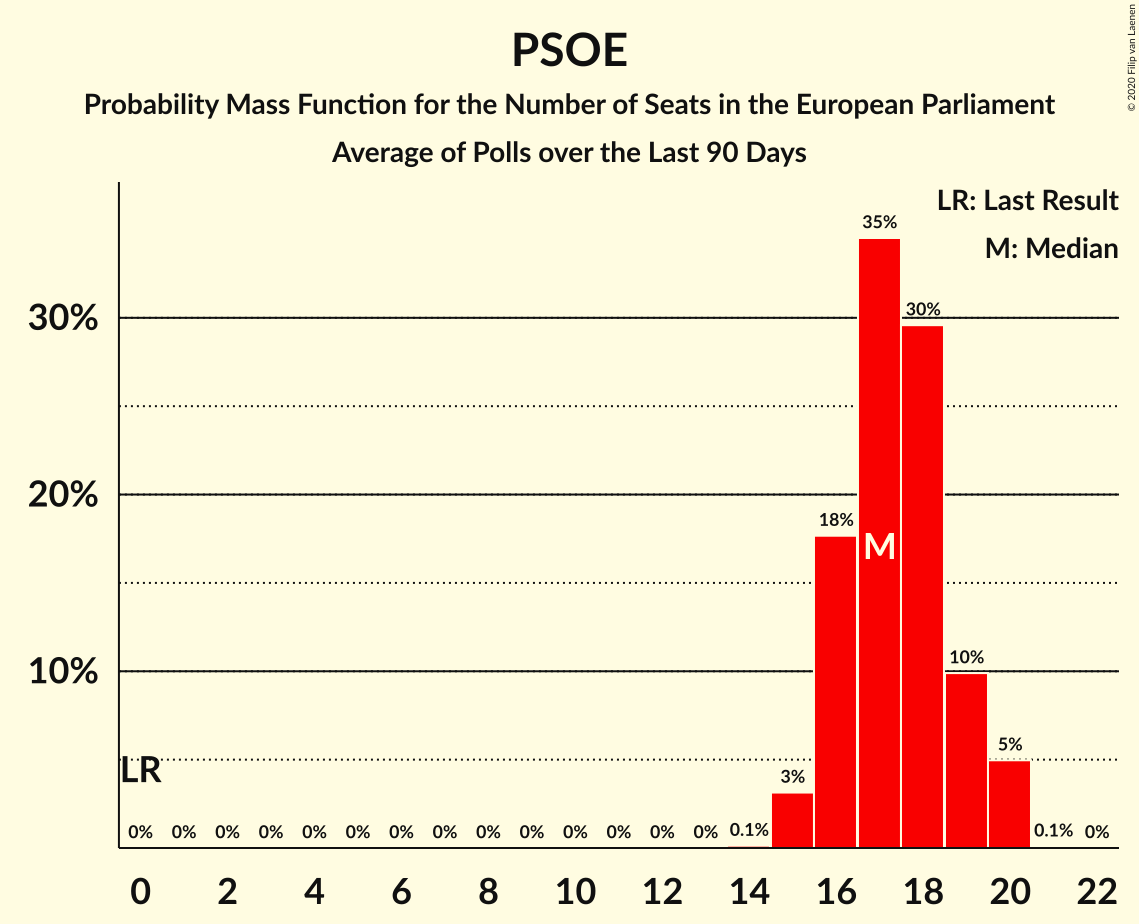 PSOE
Probability Mass Function for the Number of Seats in the European Parliament
Average of Polls over the Last 90 Days
© 2020 Filip van Laenen
LR: Last Result
M: Median
35%
30%
30%
20%
18%
M
10%
10%
5%
LR
3%
0% 0% 0% 0% 0% 0% 0% 0% 0% 0% 0% 0% 0% 0% 0.1% 0.1% 0%
0 2 4 6 8 10 12 14 16 18 20 22